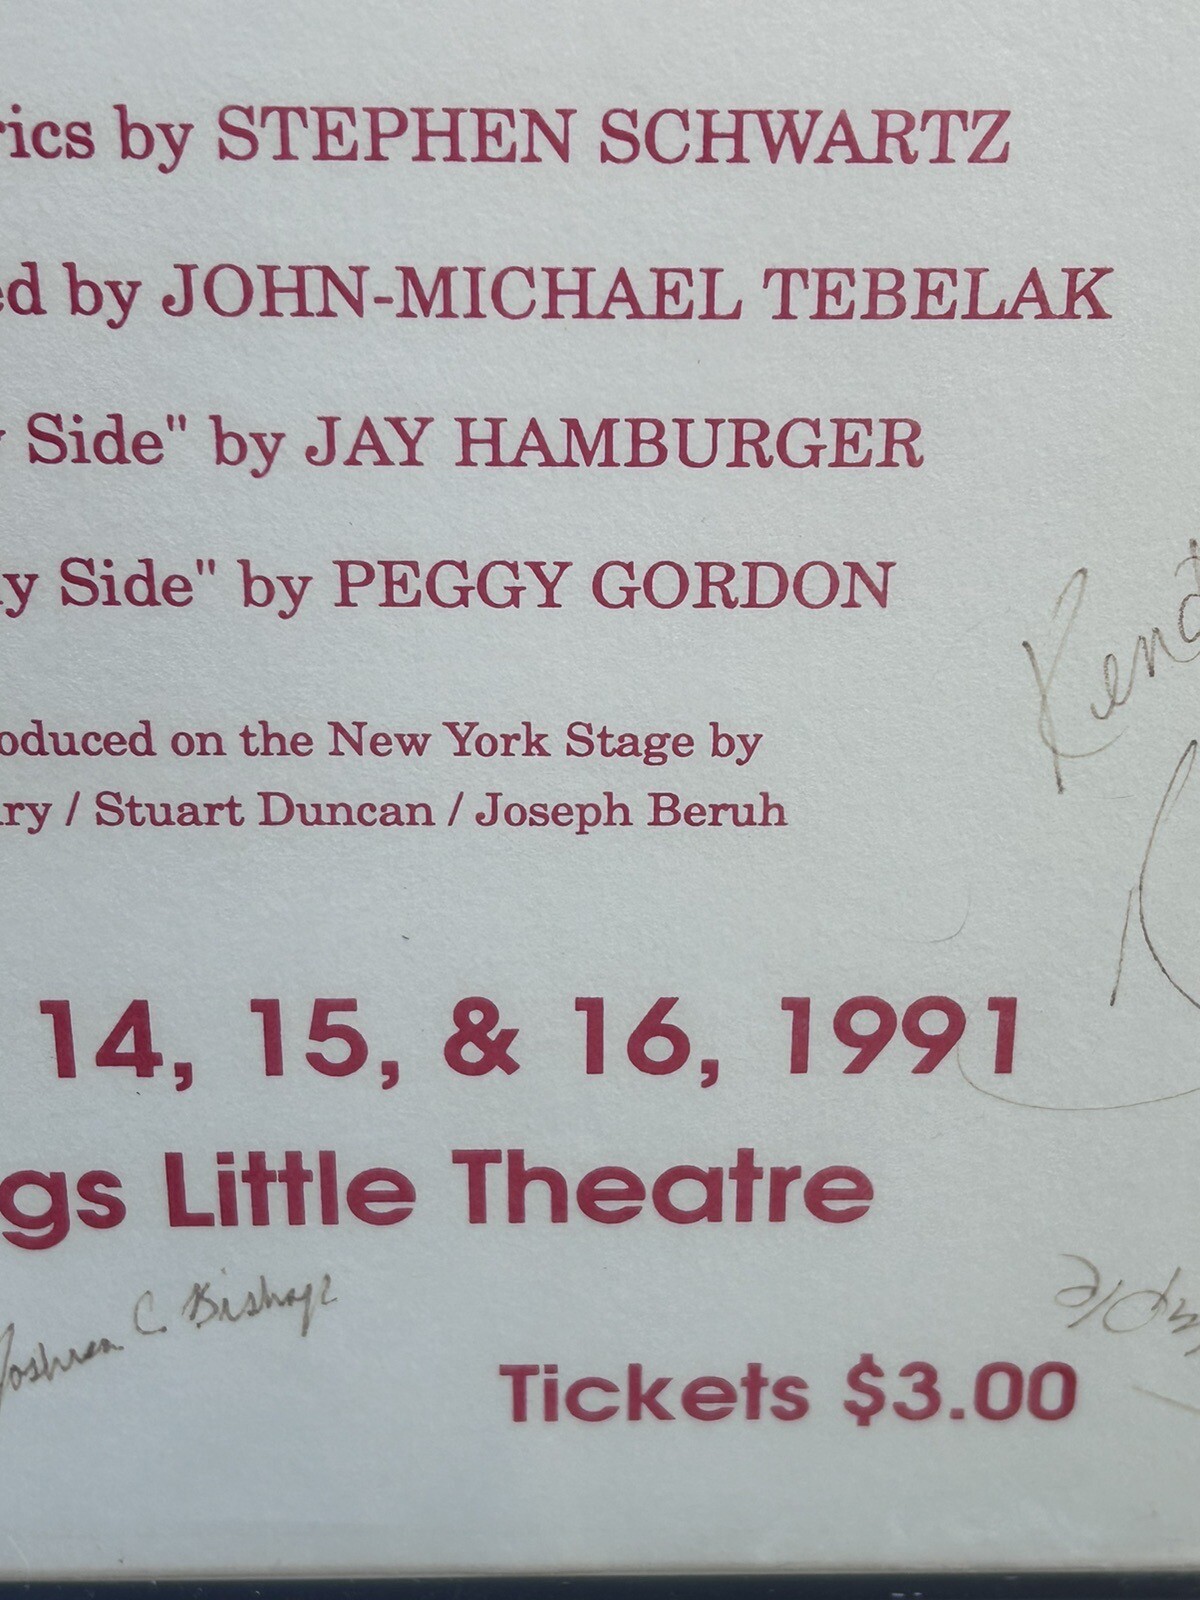 rics by STEPHEN SCHWARTZ
ed by JOHN-MICHAEL TEBELAK
y Side" by JAY HAMBURGER
y Side" by PEGGY GORDON
oduced on the New York Stage by
ry / Stuart Duncan / Joseph Beruh
14, 15, & 16, 1991
gs Little Theatre
Joshua C. Bishop
Tickets $3.00